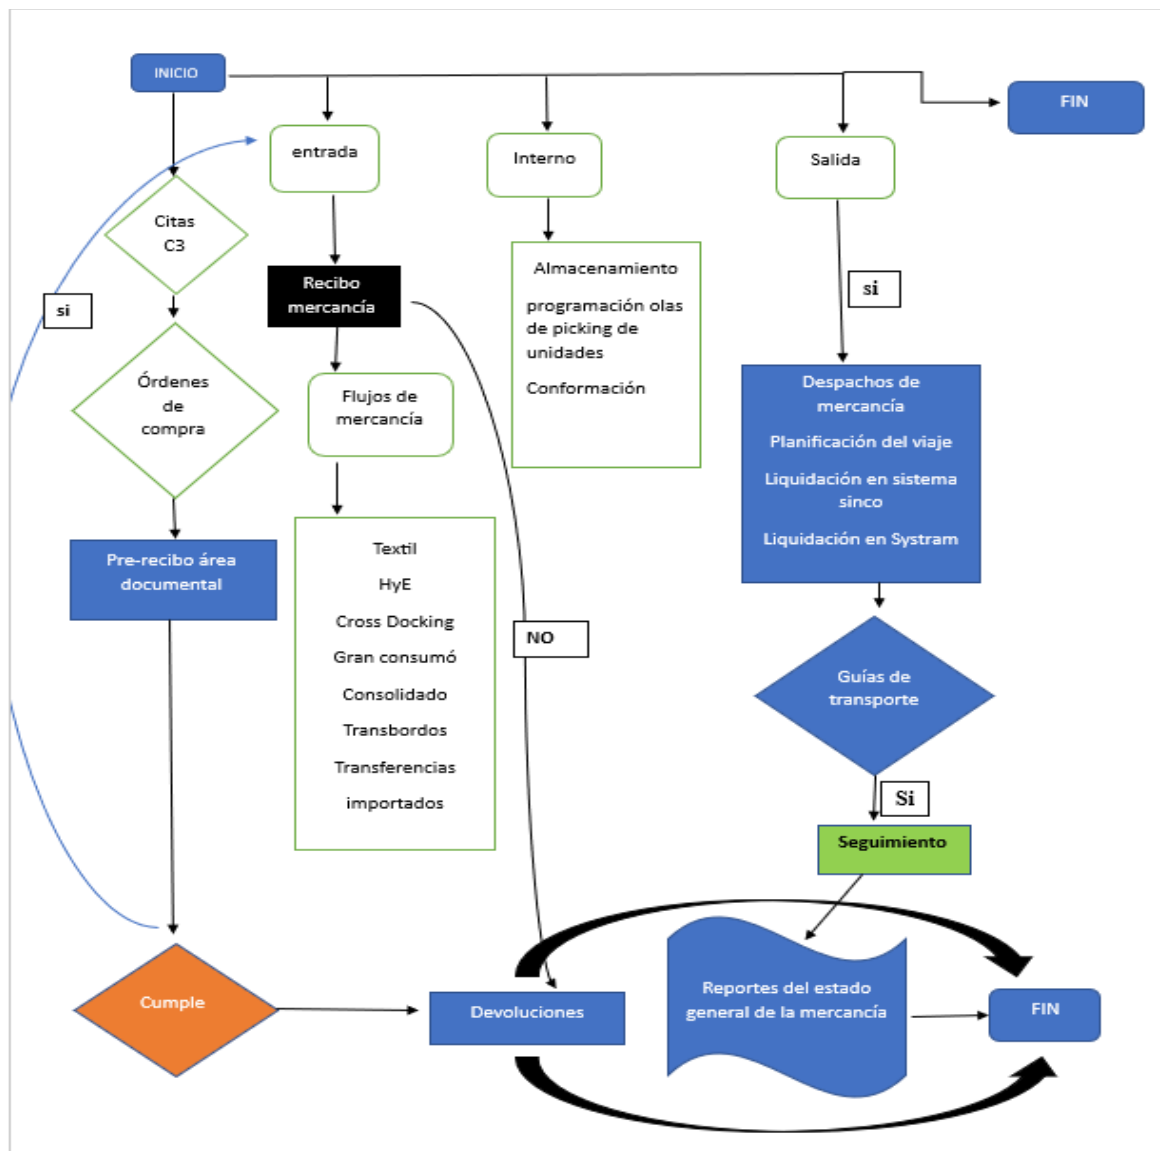 INICIO
FIN
entrada
Interno
Salida
Citas
C3
si
Recibo
mercancía
Almacenamiento
programación olas
de picking de
unidades
Conformación
si
Órdenes
de
compra
Flujos de
mercancía
Despachos de
mercancía
Planificación del viaje
Liquidación en sistema
sinco
Liquidación en Systram
Pre-recibo área
documental
Textil
HyE
Cross Docking
Gran consumó
Consolidado
Transbordos
Transferencias
importados
NO
Guías de
transporte
Si
Seguimiento
Cumple
Devoluciones
Reportes del estado
general de la mercancía
FIN